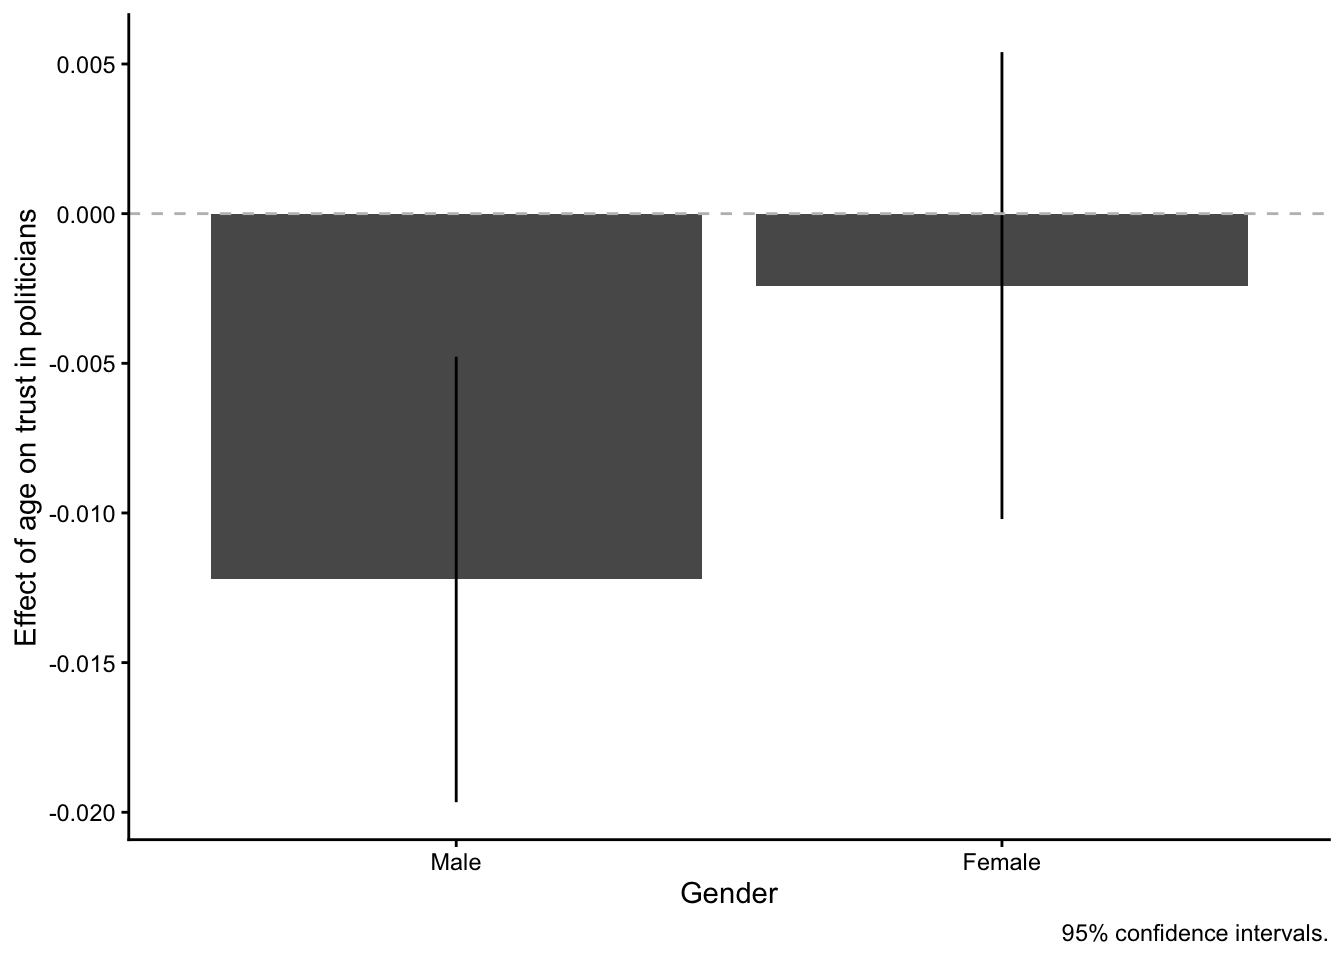 Effect of age on trust in politicians
0.005
0.000
-0.005
-0.010
-0.015
-0.020
Male
Female
Gender
95% confidence intervals.